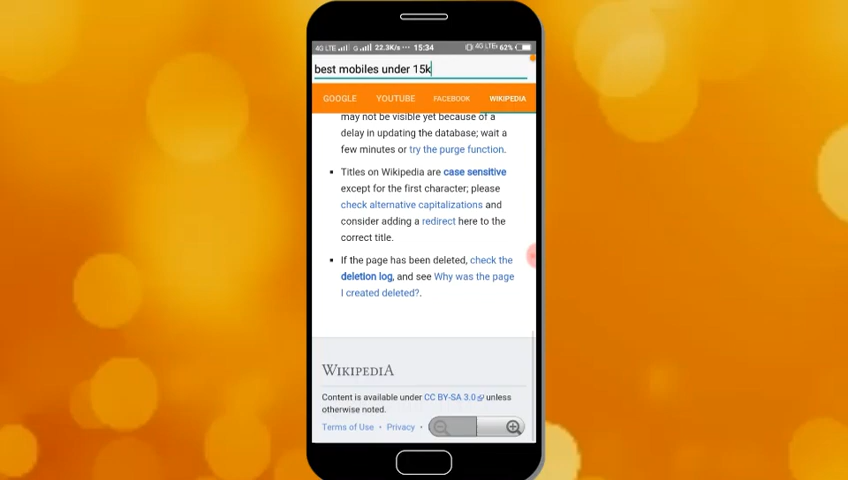 4G LTE G 22.3K/s ··· 15:34 4G LTE 62%
best mobiles under 15k
GOOGLE YOUTUBE FACEBOOK WIKIPEDIA
may not be visible yet because of a
delay in updating the database; wait a
few minutes or try the purge function.
▪ Titles on Wikipedia are case sensitive
except for the first character; please
check alternative capitalizations and
consider adding a redirect here to the
correct title.
▪ If the page has been deleted, check the
deletion log, and see Why was the page
I created deleted?.
WIKIPEDIA
Content is available under CC BY-SA 3.0 unless
otherwise noted.
Terms of Use • Privacy •